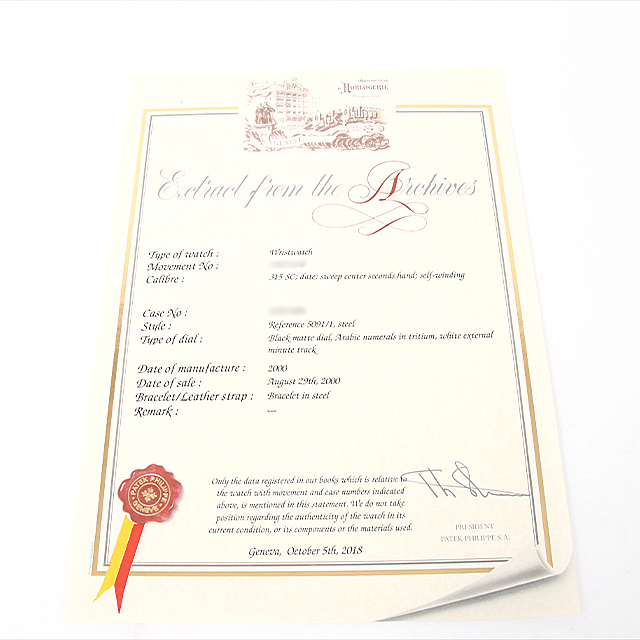 HORLOGERIE
Patek Philippe
Extract from the Archives
Type of watch : Wristwatch
Movement No :
Calibre : 315 SC; date; sweep center seconds hand; self-winding
Case No :
Style : Reference 5091/1, steel
Type of dial : Black matte dial, Arabic numerals in tritium, white external
minute track
Date of manufacture : 2000
Date of sale : August 29th, 2000
Bracelet/Leather strap : Bracelet in steel
Remark : ---
Only the data registered in our books which is relative to
the watch with movement and case numbers indicated
above, is mentioned in this statement. We do not take
position regarding the authenticity of the watch in its
current condition, or its components or the materials used.
Geneva, October 5th, 2018
PATEK PHILIPPE
PRESIDENT
PATEK PHILIPPE S.A.